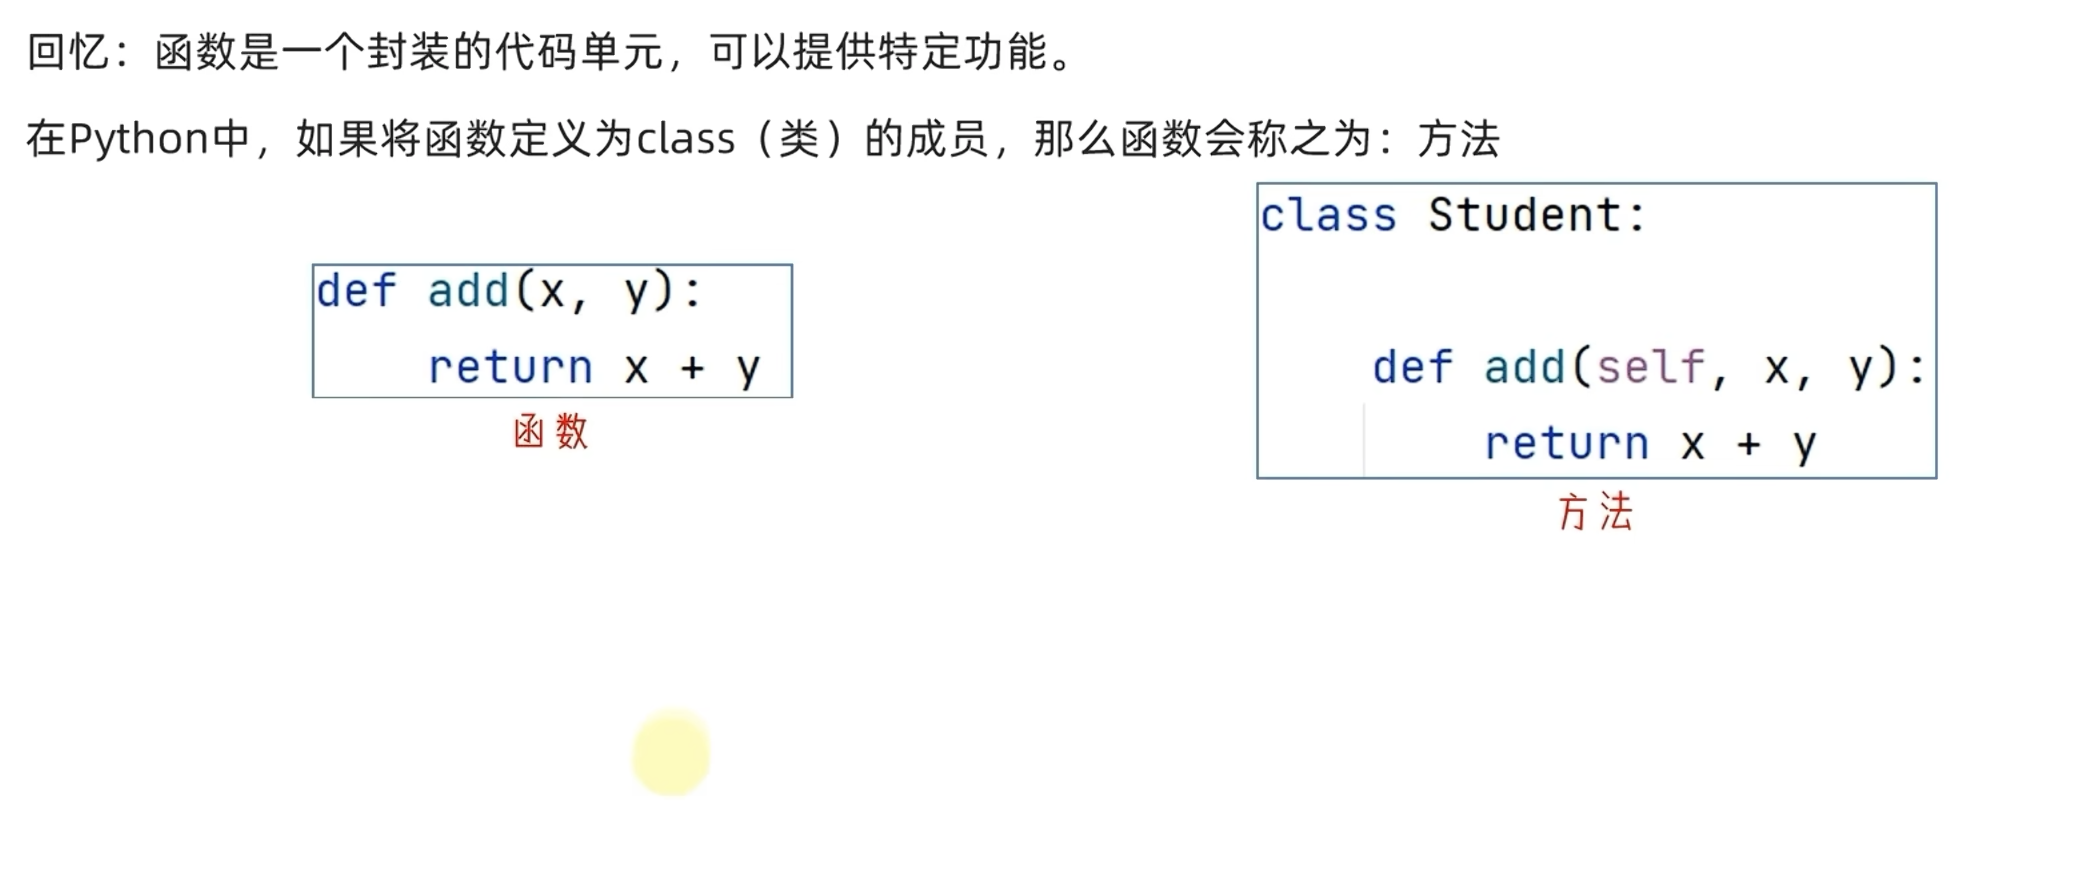 回忆：函数是一个封装的代码单元，可以提供特定功能。
在Python中，如果将函数定义为class（类）的成员，那么函数会称之为：方法
def add(x, y):
    return x + y
函数
class Student:
    def add(self, x, y):
        return x + y
方法